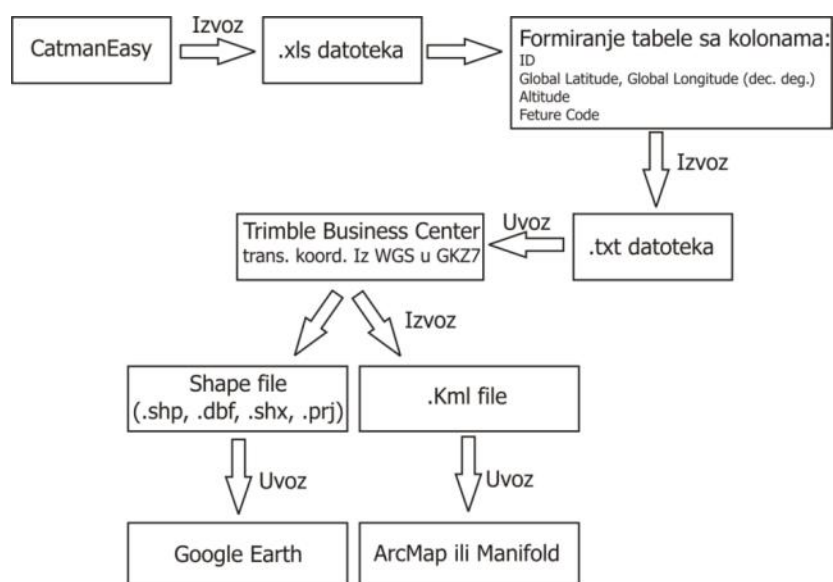 CatmanEasy
Izvoz
.xls datoteka
Formiranje tabele sa kolonama:
ID
Global Latitude, Global Longitude (dec. deg.)
Altitude
Feture Code
Izvoz
.txt datoteka
Uvoz
Trimble Business Center
trans. koord. Iz WGS u GKZ7
Izvoz
Shape file
(.shp, .dbf, .shx, .prj)
.Kml file
Uvoz
Uvoz
Google Earth
ArcMap ili Manifold